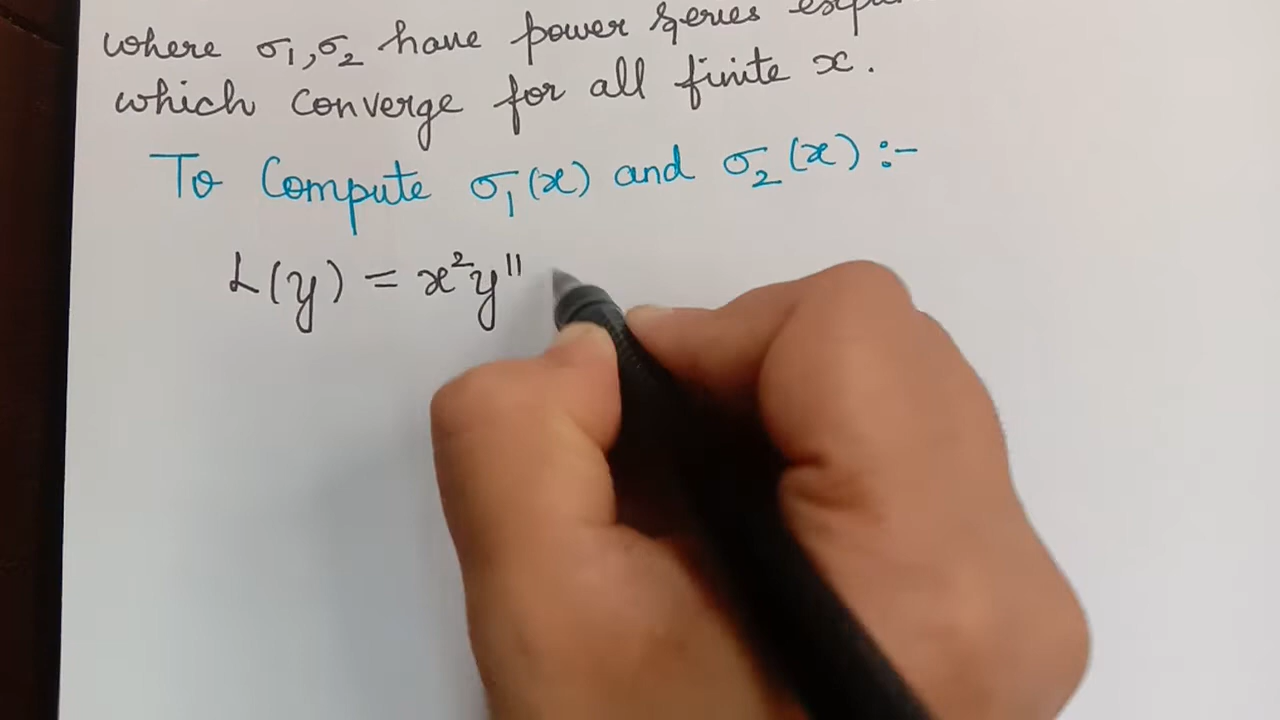 where σ₁, σ₂ have power series
which converge for all finite x.
To Compute σ₁(x) and σ₂(x) :-
L(y) = x²y''